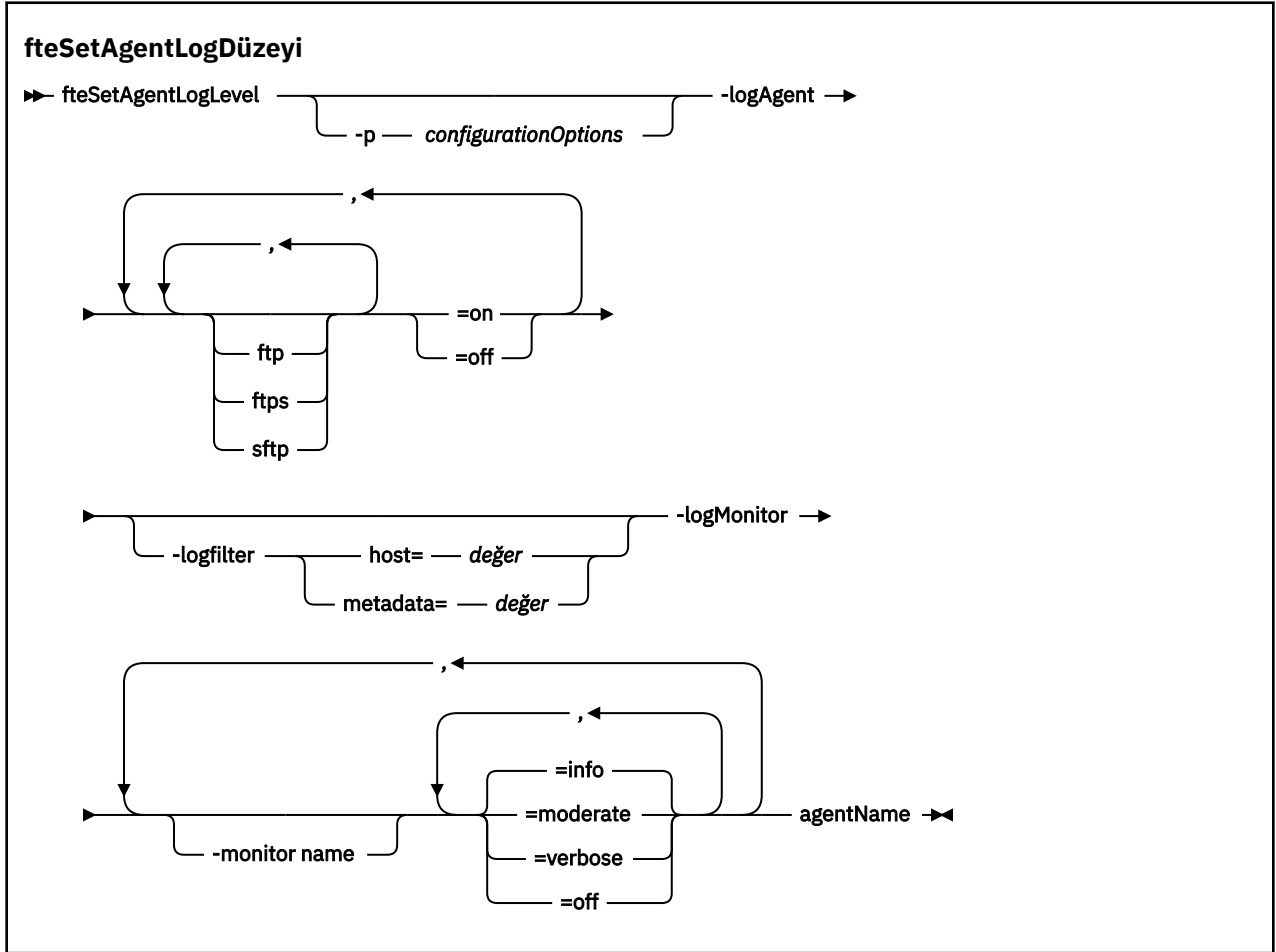 fteSetAgentLogDüzeyi
fteSetAgentLogLevel -logAgent
-p configurationOptions
,
,
=on
ftp =off
ftps
sftp
-logMonitor
-logfilter host= değer
metadata= değer
,
,
=info
=moderate agentName
-monitor name =verbose
=off